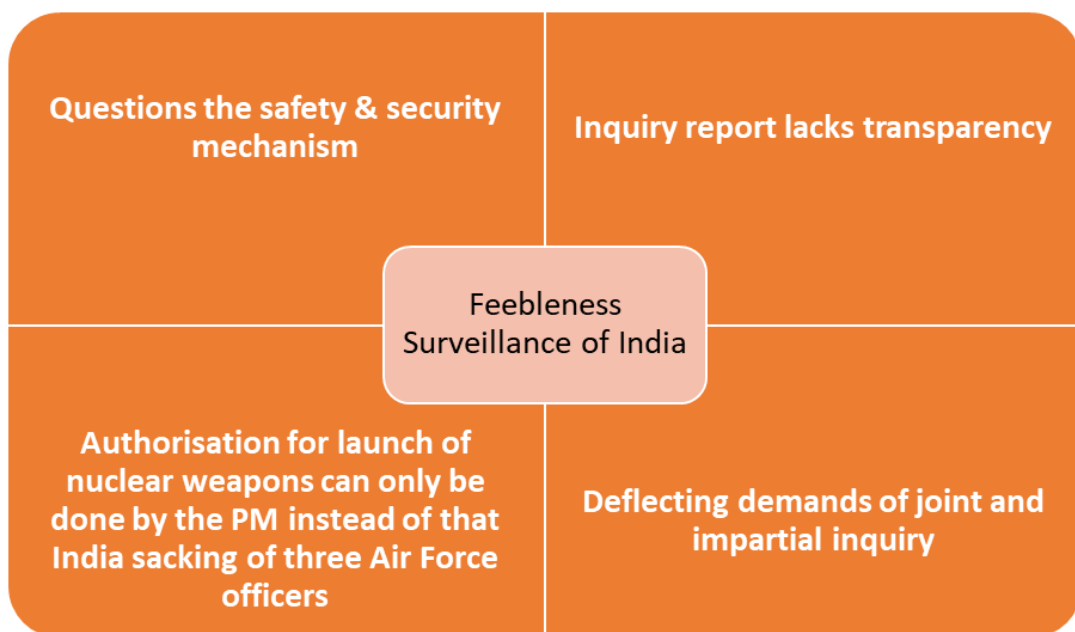 Questions the safety & security
mechanism
Inquiry report lacks transparency
Feebleness
Surveillance of India
Authorisation for launch of
nuclear weapons can only be
done by the PM instead of that
India sacking of three Air Force
officers
Deflecting demands of joint and
impartial inquiry